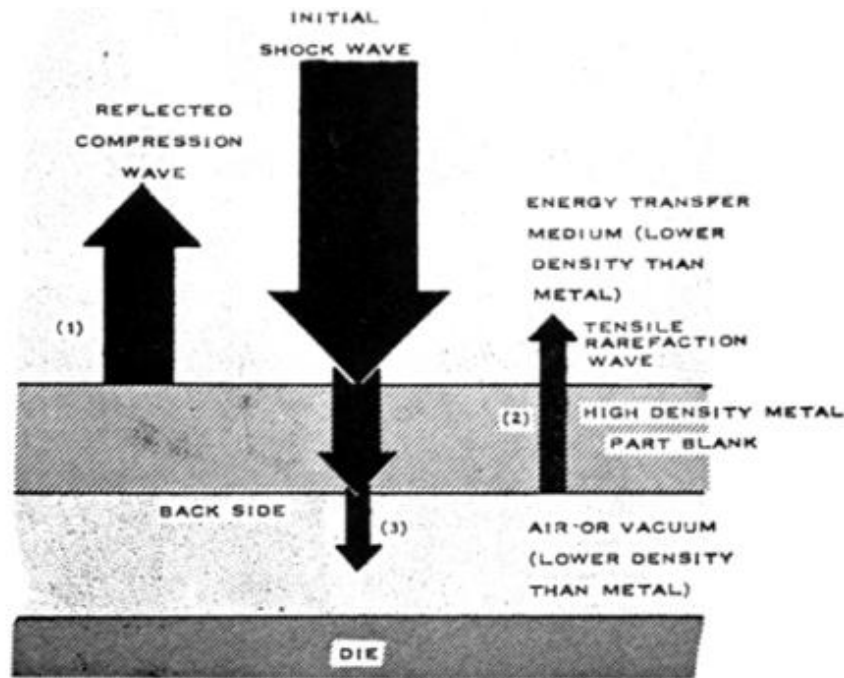 INITIAL
SHOCK WAVE
REFLECTED
COMPRESSION
WAVE
(1)
ENERGY TRANSFER
MEDIUM (LOWER
DENSITY THAN
METAL)
TENSILE
RAREFACTION
WAVE
(2)
HIGH DENSITY METAL
PART BLANK
BACK SIDE
(3)
AIR-OR VACUUM
(LOWER DENSITY
THAN METAL)
DIE